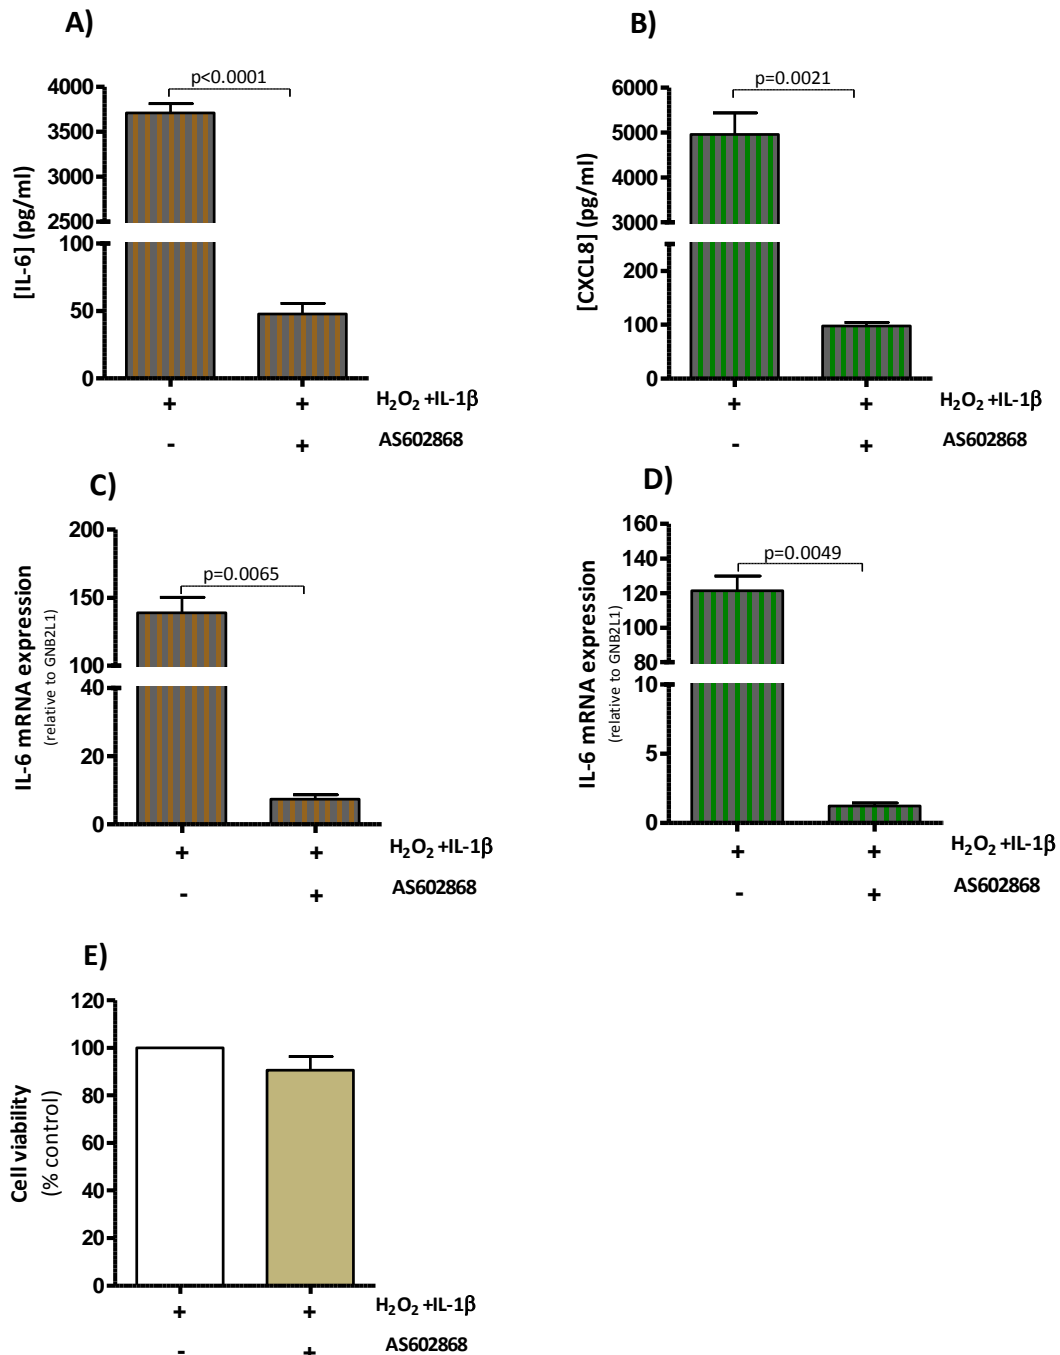 A)
p<0.0001
[IL-6] (pg/ml)
4000
3500
3000
2500
100
50
0
+ + H₂O₂ +IL-1β
- + AS602868
B)
p=0.0021
[CXCL8] (pg/ml)
6000
5000
4000
3000
200
100
0
+ + H₂O₂ +IL-1β
- + AS602868
C)
p=0.0065
IL-6 mRNA expression
(relative to GNB2L1)
200
150
100
40
20
0
+ + H₂O₂ +IL-1β
- + AS602868
D)
p=0.0049
IL-6 mRNA expression
(relative to GNB2L1)
160
140
120
100
80
10
5
0
+ + H₂O₂ +IL-1β
- + AS602868
E)
Cell viability
(% control)
120
100
80
60
40
20
0
+ + H₂O₂ +IL-1β
- + AS602868